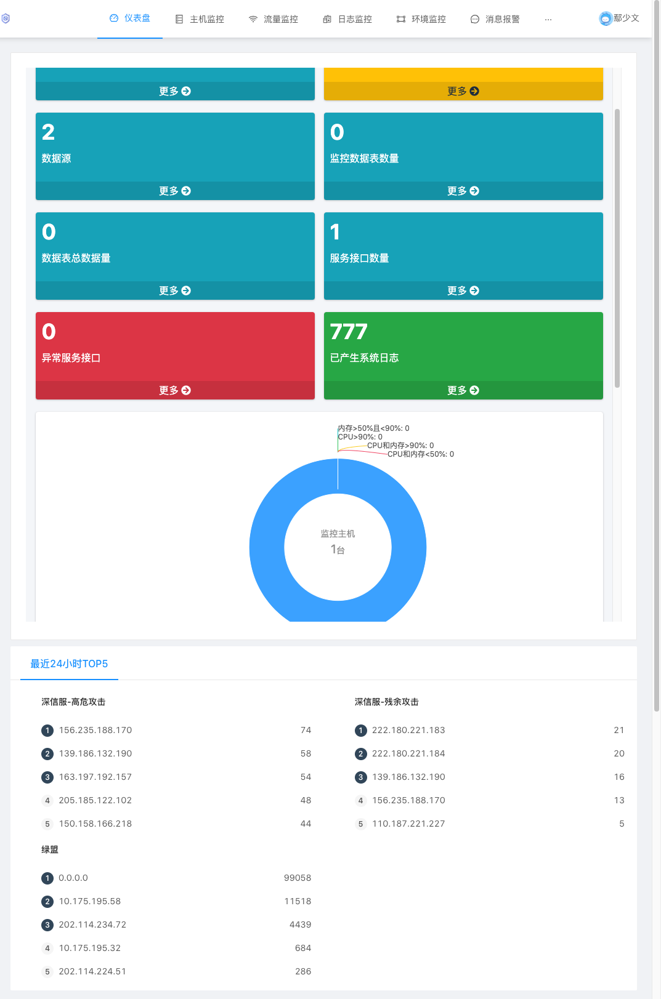 仪表盘 主机监控 流量监控 日志监控 环境监控 消息报警 ... 鄢少文
更多 更多
2 0
数据源 监控数据表数量
更多 更多
0 1
数据表总数据量 服务接口数量
更多 更多
0 777
异常服务接口 已产生系统日志
更多 更多
内存>50%且<90%: 0
CPU>90%: 0
CPU和内存>90%: 0
CPU和内存<50%: 0
监控主机
1台
最近24小时TOP5
深信服-高危攻击 深信服-残余攻击
1 156.235.188.170 74 1 222.180.221.183 21
2 139.186.132.190 58 2 222.180.221.184 20
3 163.197.192.157 54 3 139.186.132.190 16
4 205.185.122.102 48 4 156.235.188.170 13
5 150.158.166.218 44 5 110.187.221.227 5
绿盟
1 0.0.0.0 99058
2 10.175.195.58 11518
3 202.114.234.72 4439
4 10.175.195.32 684
5 202.114.224.51 286